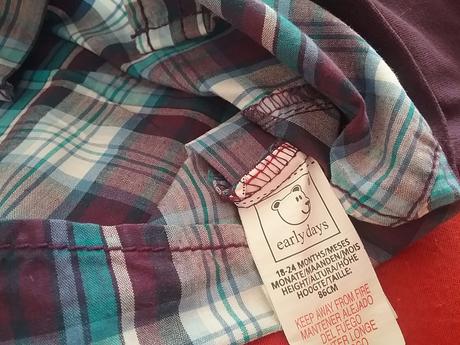 early days
18-24 MONTHS/MESES
MONATE/MAANDEN/MOIS
HEIGHT/ALTURA/HÖHE
HOOGTE/TAILLE:
86CM
KEEP AWAY FROM FIRE
MANTENER ALEJADO
DEL FUEGO